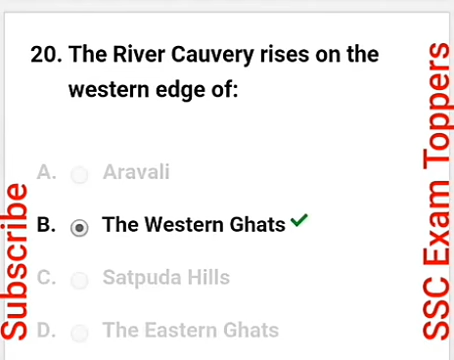 20. The River Cauvery rises on the
western edge of:
A. Aravali
B. The Western Ghats
C. Satpuda Hills
D. The Eastern Ghats
Subscribe
SSC Exam Toppers